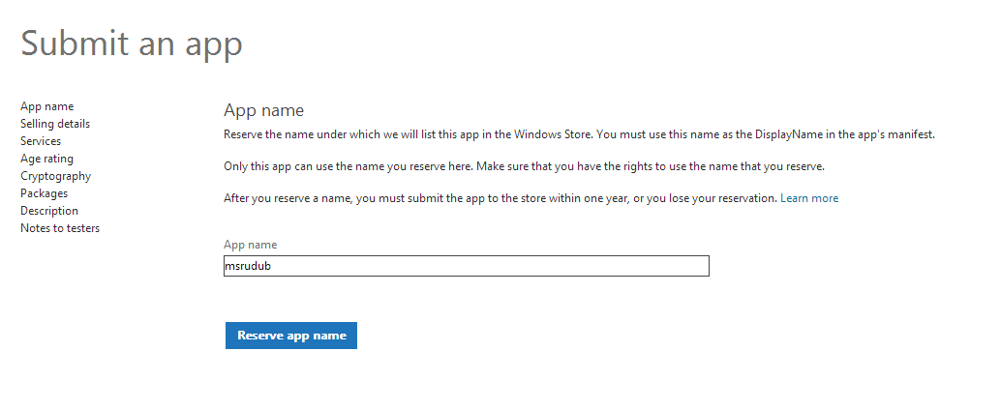 Submit an app
App name
Selling details
Services
Age rating
Cryptography
Packages
Description
Notes to testers
App name
Reserve the name under which we will list this app in the Windows Store. You must use this name as the DisplayName in the app's manifest.
Only this app can use the name you reserve here. Make sure that you have the rights to use the name that you reserve.
After you reserve a name, you must submit the app to the store within one year, or you lose your reservation. Learn more
App name
msrudub
Reserve app name